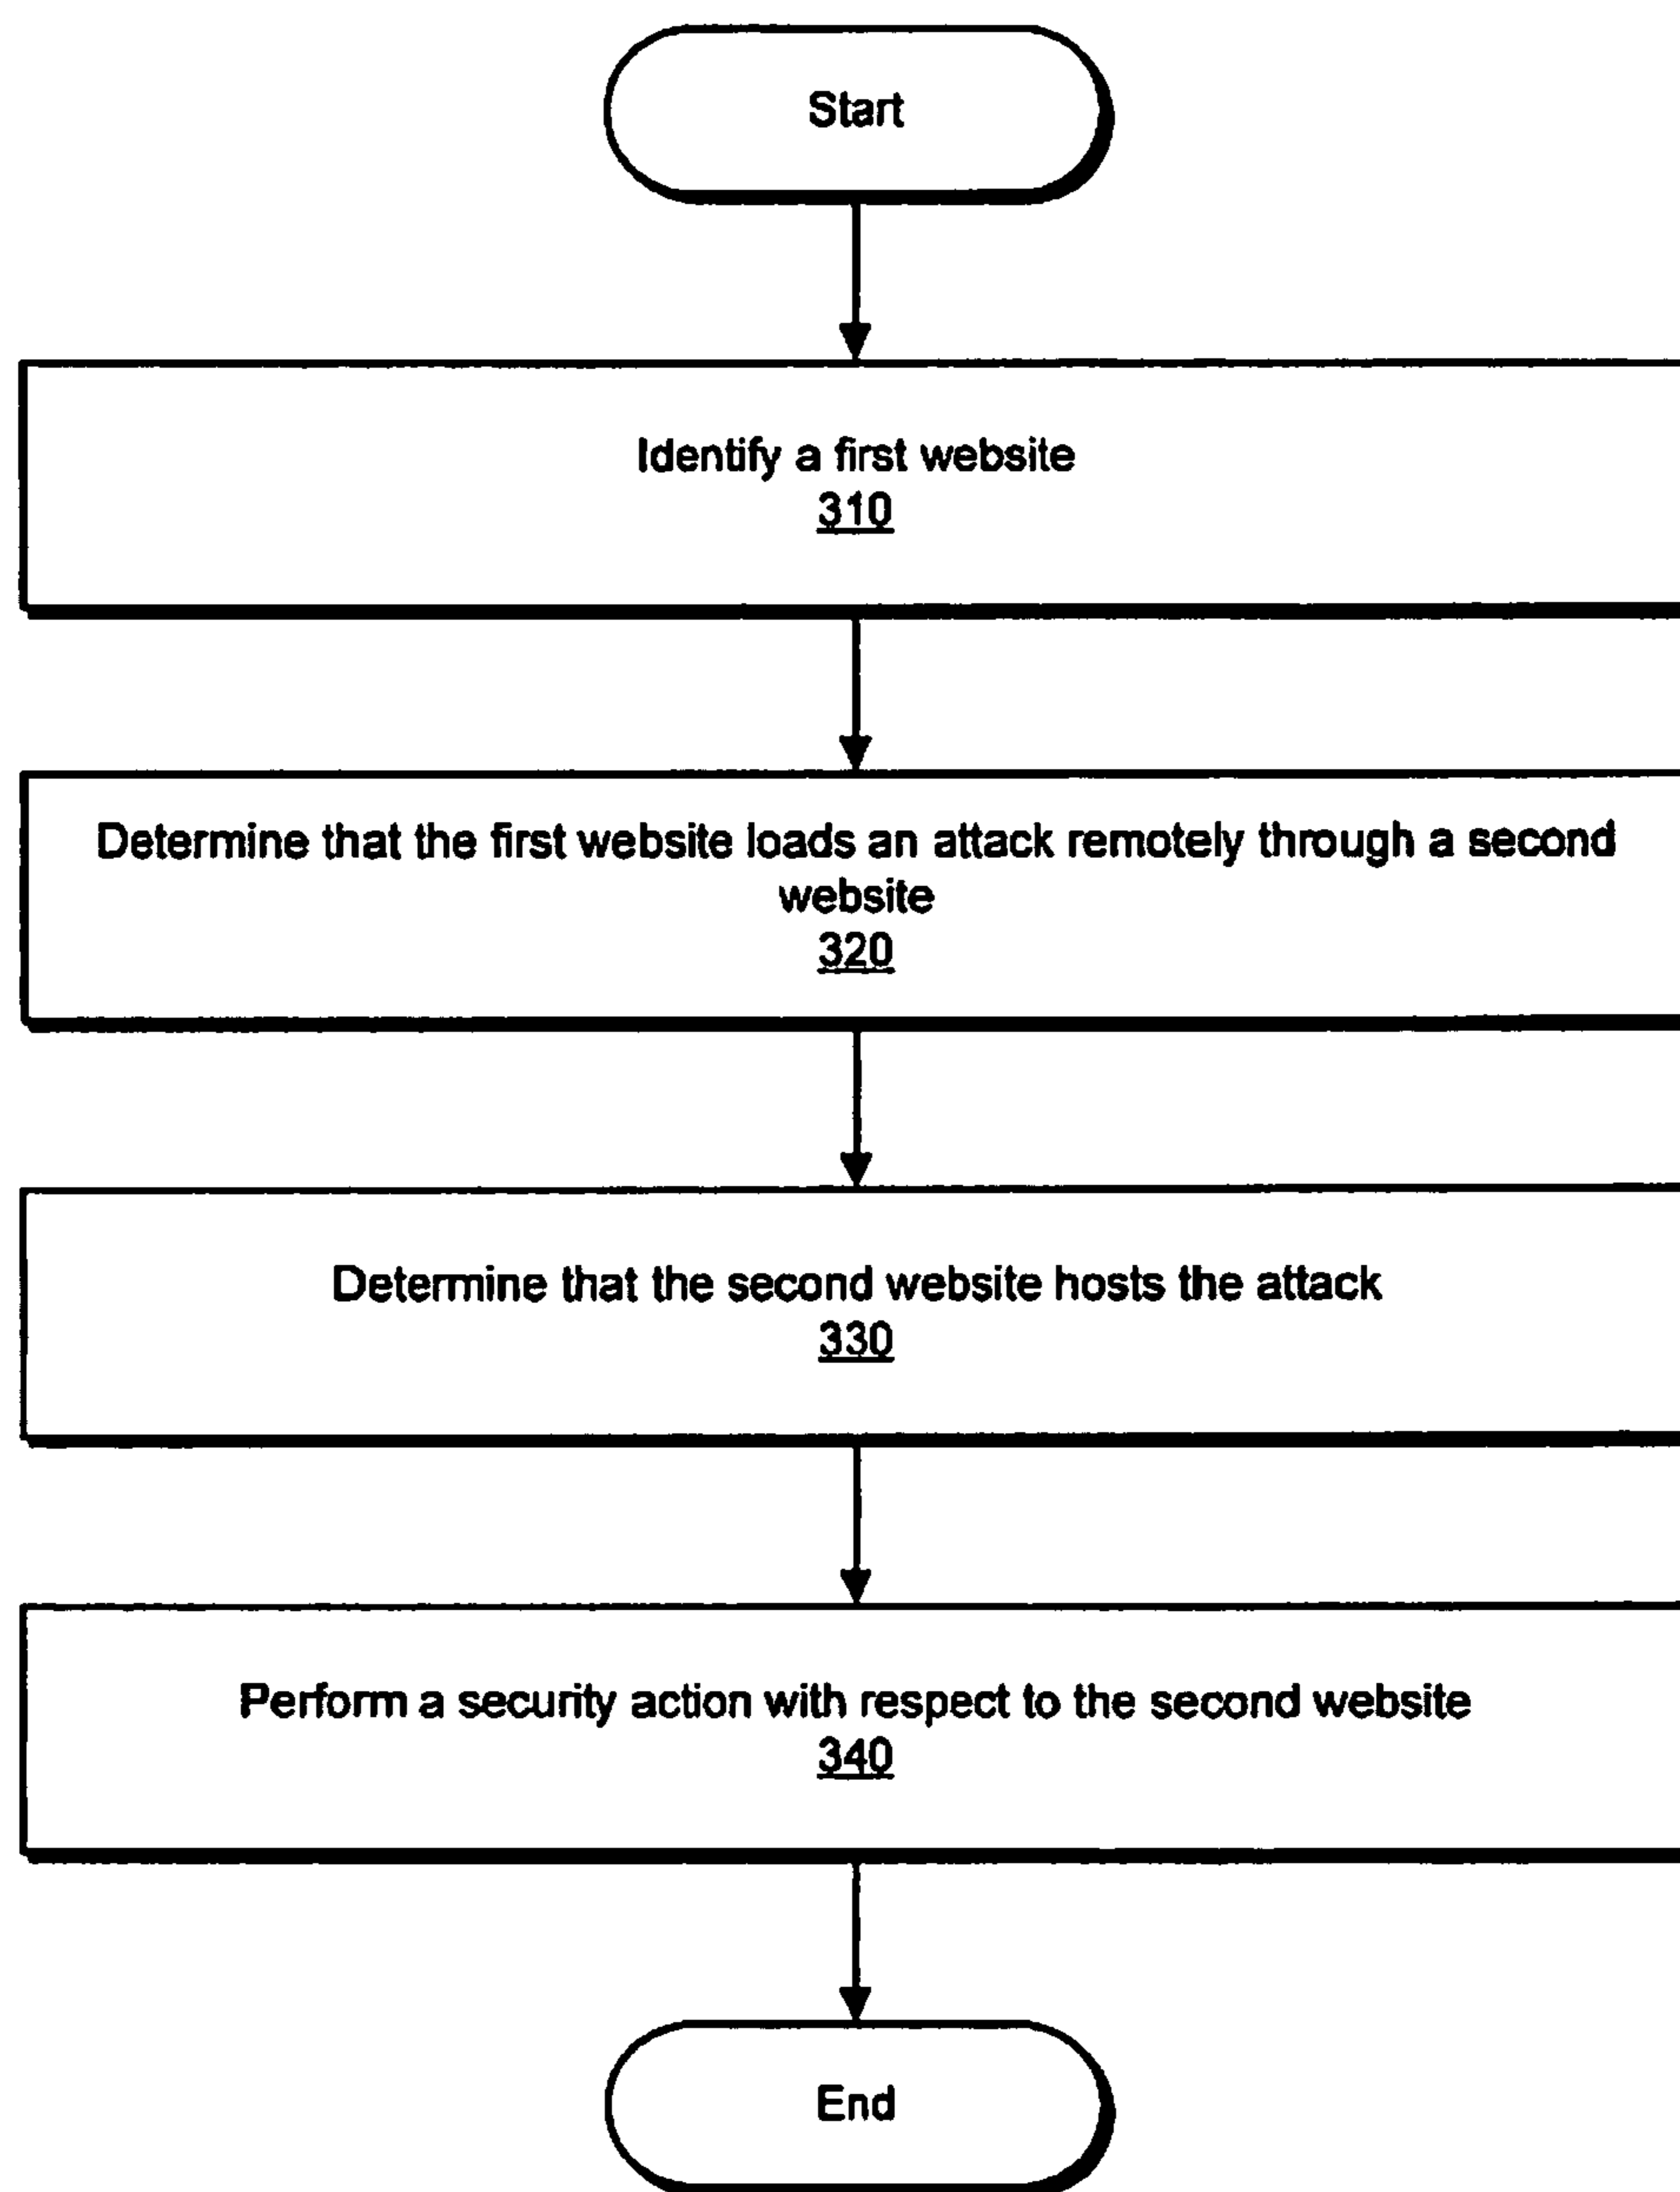 Start
Identify a first website
310
Determine that the first website loads an attack remotely through a second
website
320
Determine that the second website hosts the attack
330
Perform a security action with respect to the second website
340
End